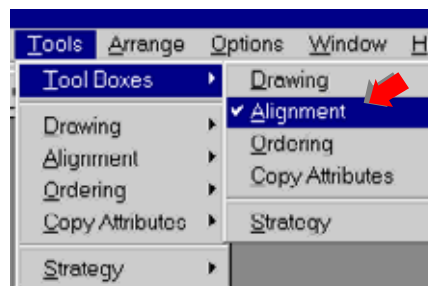 Tools Arrange Options Window H
Tool Boxes
Drawing
Alignment
Ordering
Copy Attributes
Strategy
Drawing
Alignment
Ordering
Copy Attributes
Strategy